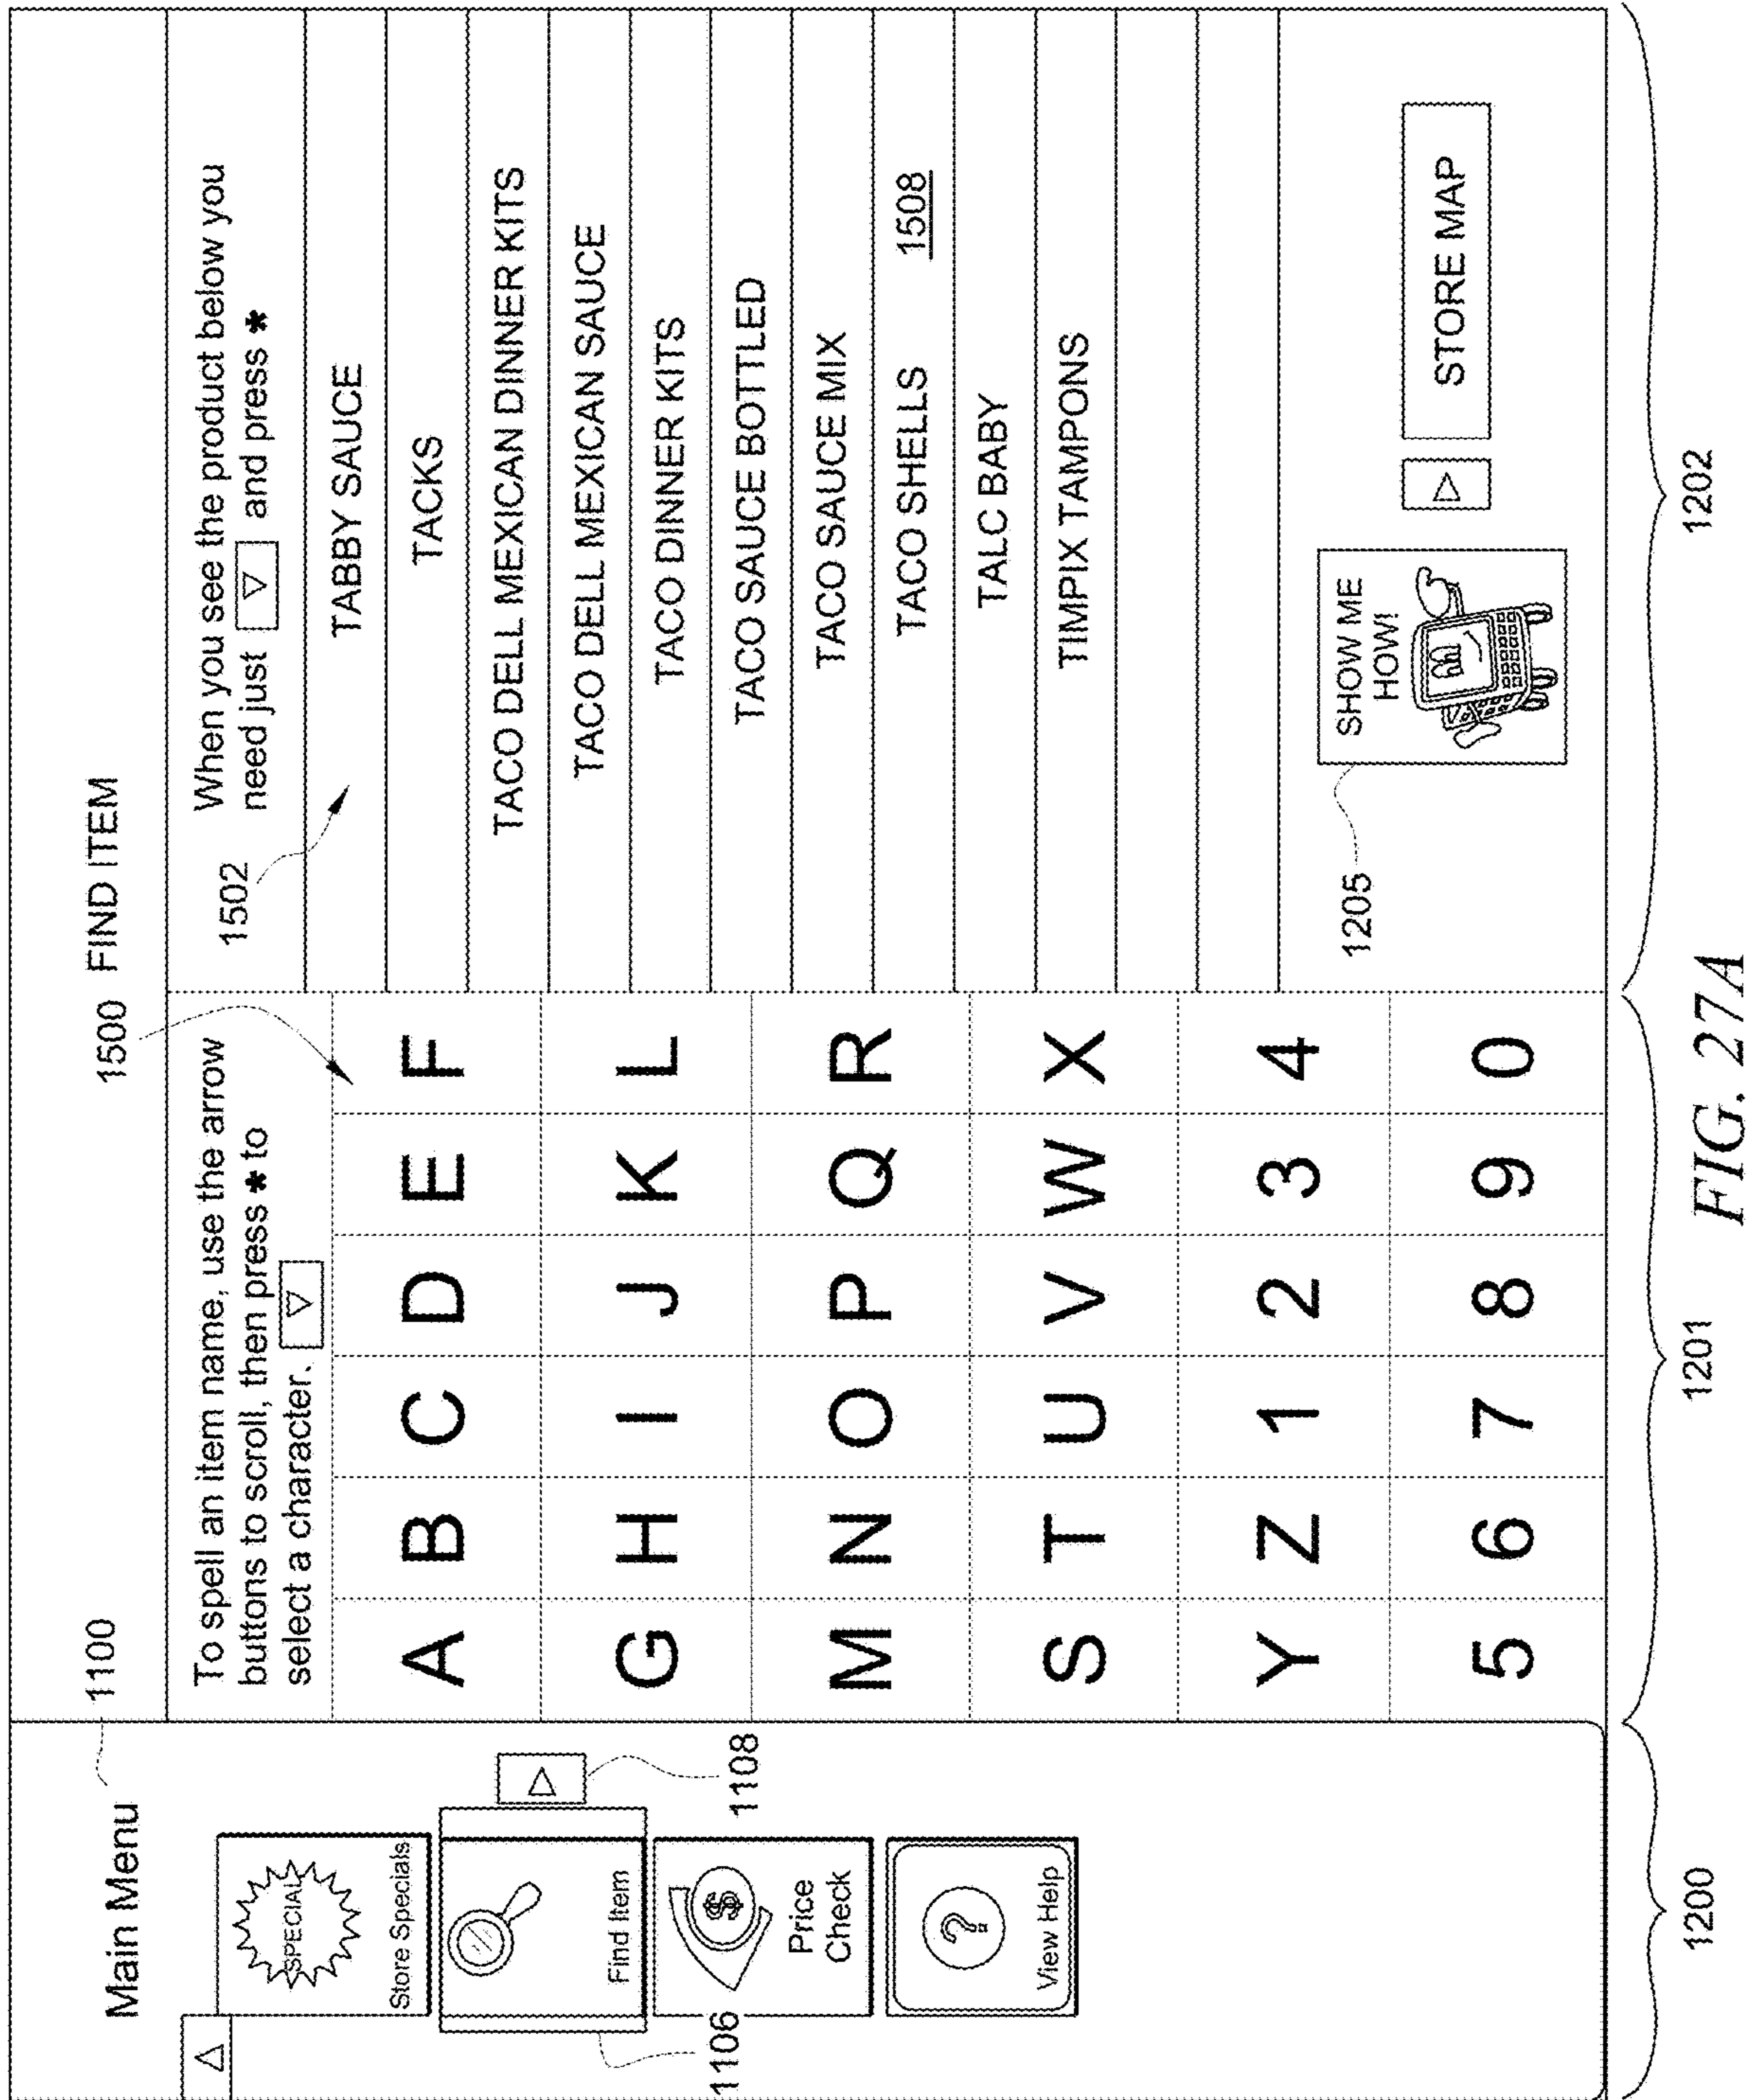 1100
1500 FIND ITEM
Main Menu
SPECIAL
Store Specials
Find Item
1108
1106
Price
Check
?
View Help
To spell an item name, use the arrow
buttons to scroll, then press * to
select a character.
A B C D E F
G H I J K L
M N O P Q R
S T U V W X
Y Z 1 2 3 4
5 6 7 8 9 0
1502
When you see the product below you
need just and press *
TABBY SAUCE
TACKS
TACO DELL MEXICAN DINNER KITS
TACO DELL MEXICAN SAUCE
TACO DINNER KITS
TACO SAUCE BOTTLED
TACO SAUCE MIX
TACO SHELLS 1508
TALC BABY
TIMPIX TAMPONS
1205
SHOW ME
HOW!
STORE MAP
1200 1201 1202
FIG. 27A